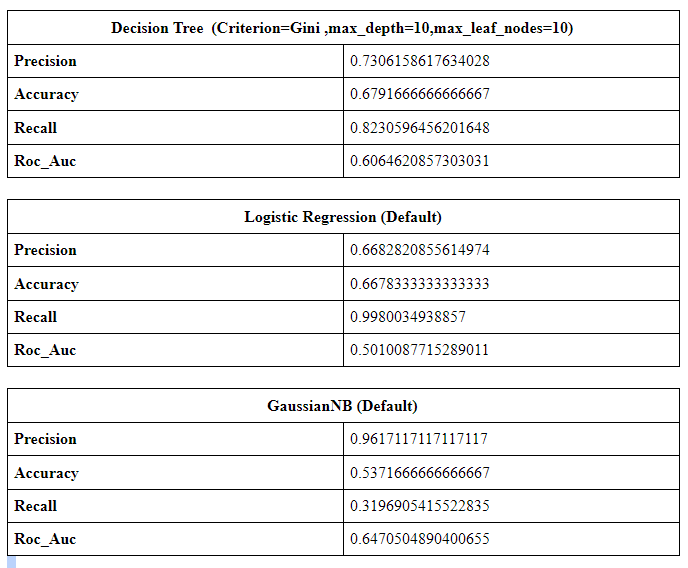 Decision Tree (Criterion=Gini ,max_depth=10,max_leaf_nodes=10)
Precision 0.7306158617634028
Accuracy 0.6791666666666667
Recall 0.8230596456201648
Roc_Auc 0.6064620857303031
Logistic Regression (Default)
Precision 0.6682820855614974
Accuracy 0.6678333333333333
Recall 0.9980034938857
Roc_Auc 0.5010087715289011
GaussianNB (Default)
Precision 0.9617117117117117
Accuracy 0.5371666666666667
Recall 0.3196905415522835
Roc_Auc 0.6470504890400655